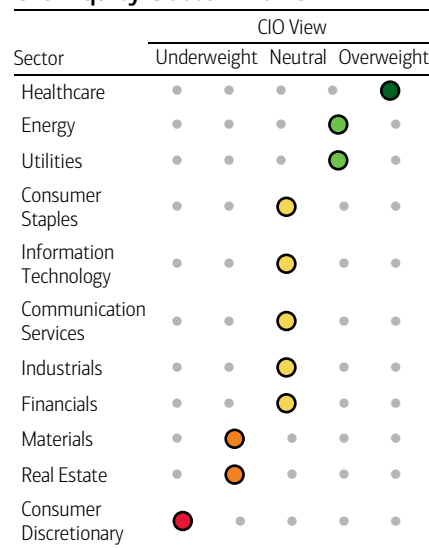 CIO View
Sector Underweight Neutral Overweight
Healthcare
Energy
Utilities
Consumer
Staples
Information
Technology
Communication
Services
Industrials
Financials
Materials
Real Estate
Consumer
Discretionary